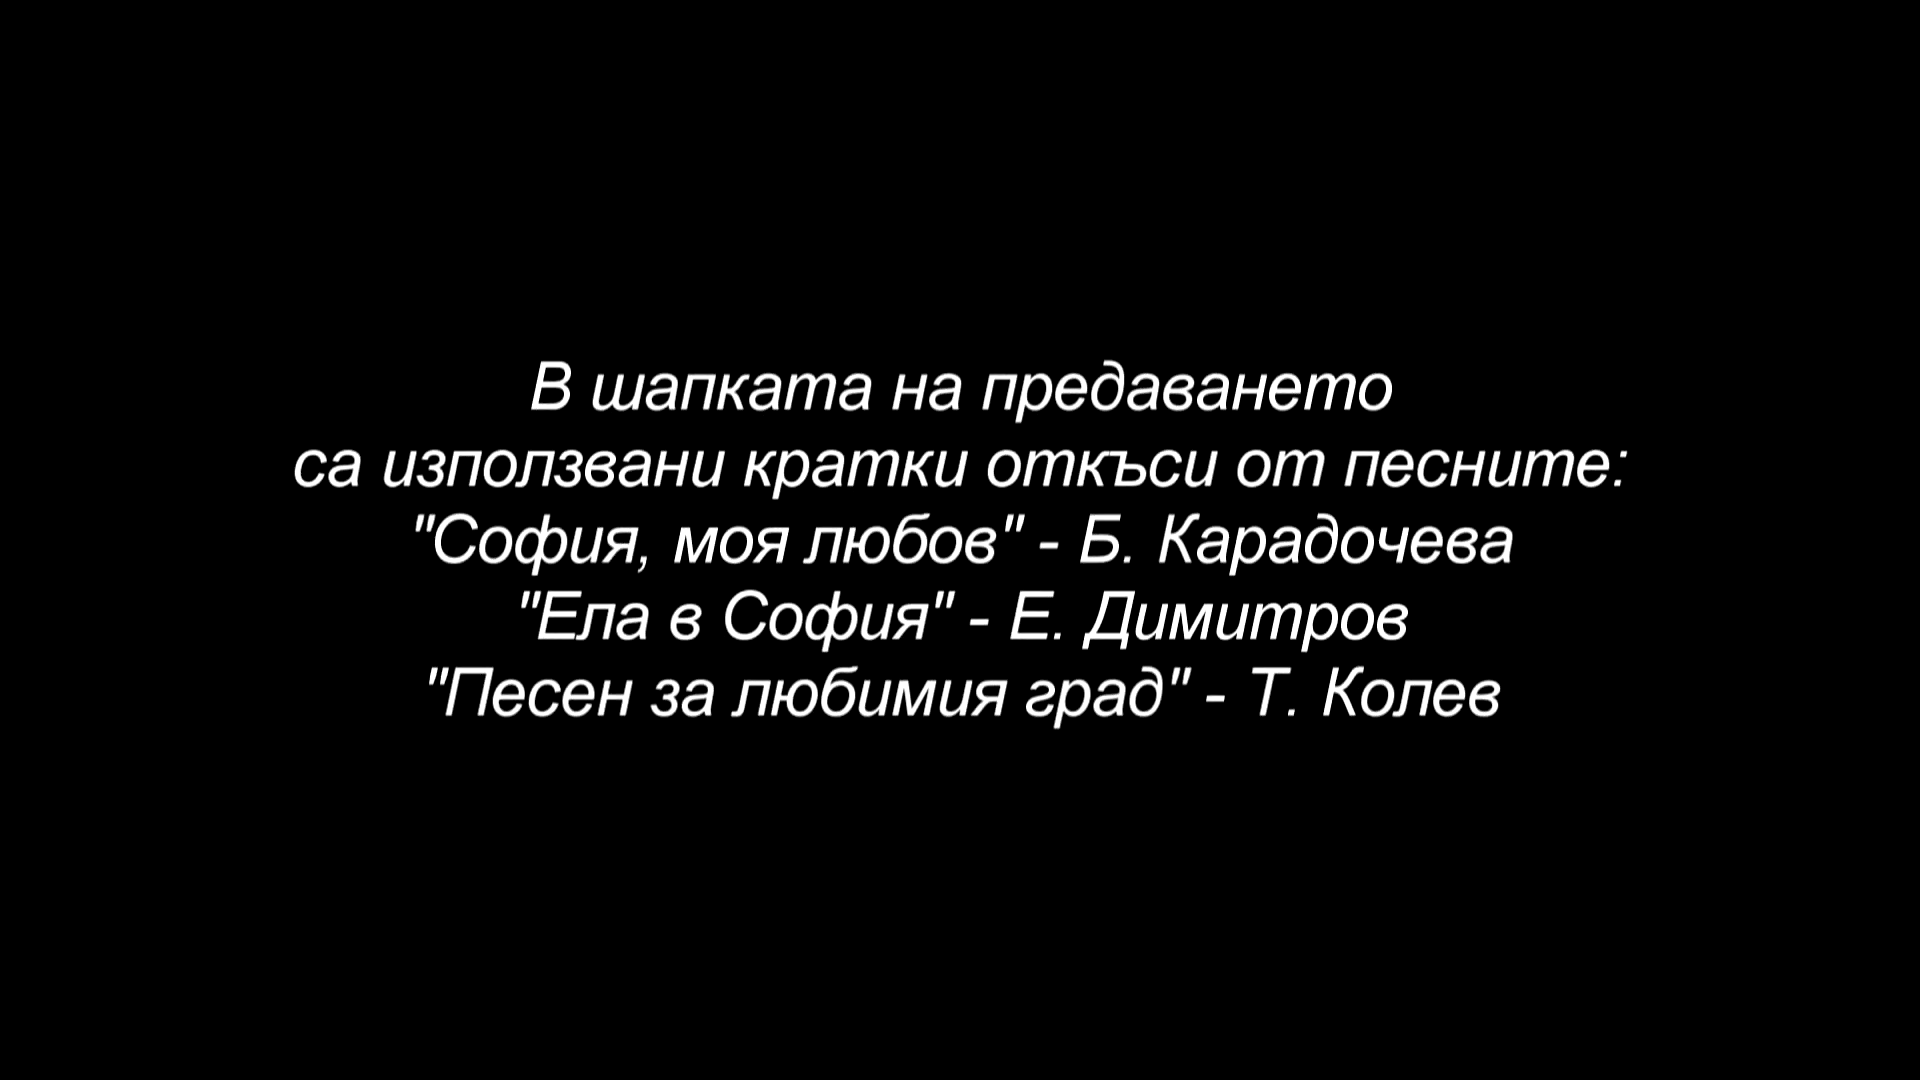 В шапката на предаването
са използвани кратки откъси от песните:
"София, моя любов" - Б. Карадочева
"Ела в София" - Е. Димитров
"Песен за любимия град" - Т. Колев